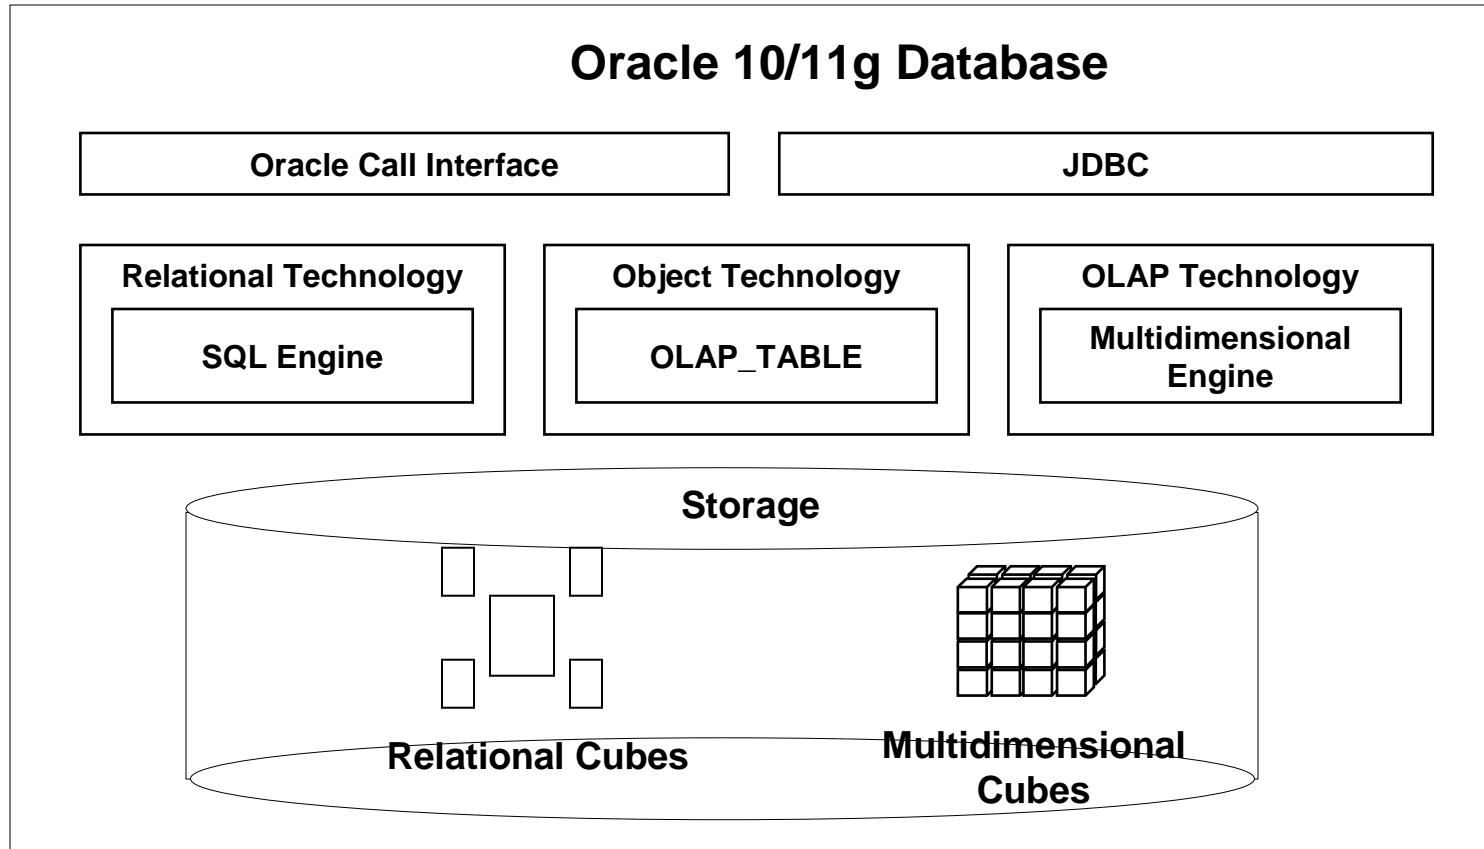 Oracle 10/11g Database
Oracle Call Interface
JDBC
Relational Technology
SQL Engine
Object Technology
OLAP_TABLE
OLAP Technology
Multidimensional
Engine
Storage
Relational Cubes
Multidimensional
Cubes